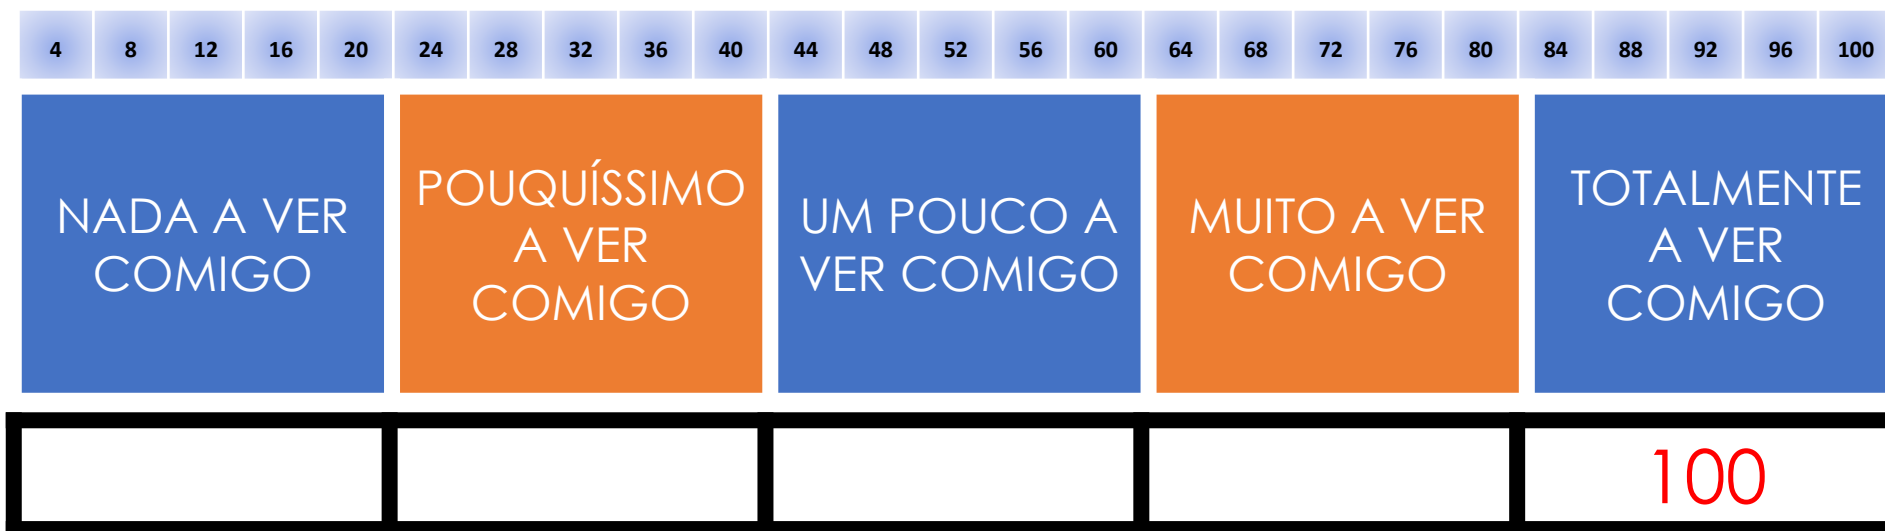 4 8 12 16 20 24 28 32 36 40 44 48 52 56 60 64 68 72 76 80 84 88 92 96 100
NADA A VER
COMIGO
POUQUÍSSIMO
A VER
COMIGO
UM POUCO A
VER COMIGO
MUITO A VER
COMIGO
TOTALMENTE
A VER
COMIGO
100